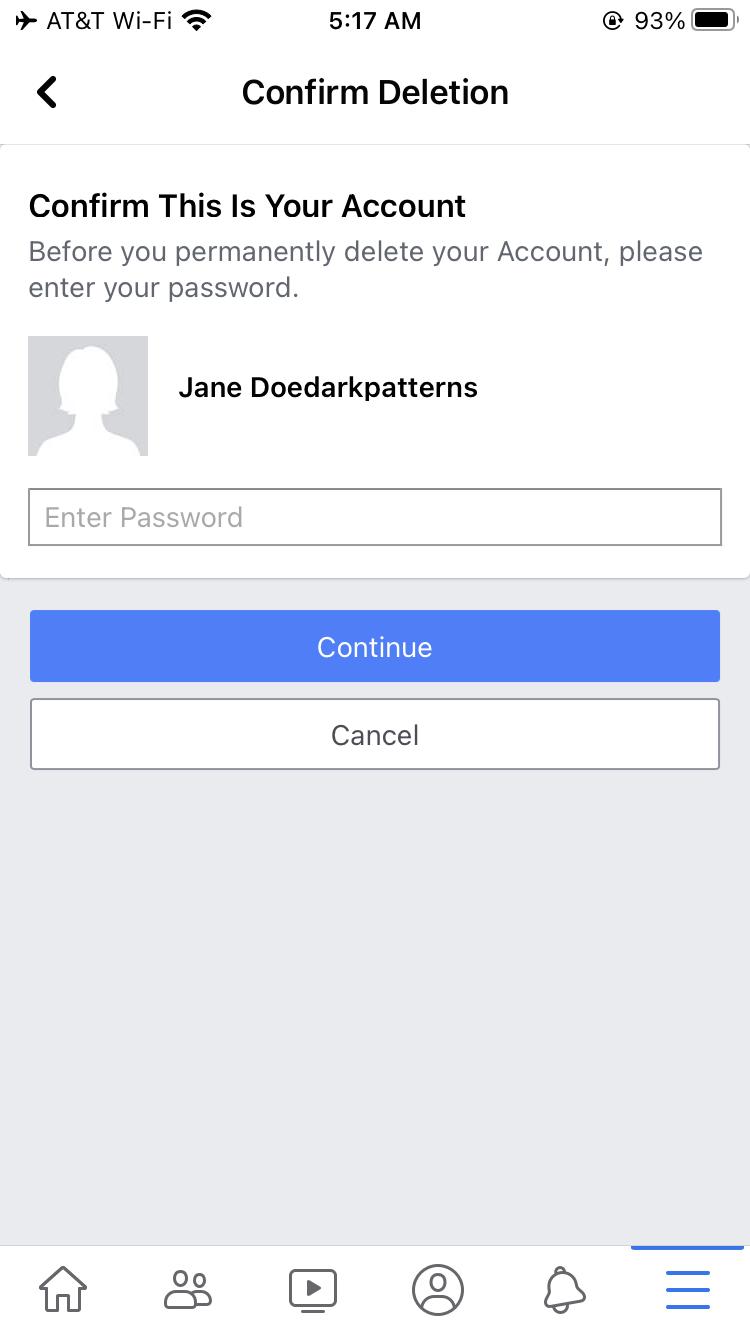 AT&T Wi-Fi 5:17 AM 93%
Confirm Deletion
Confirm This Is Your Account
Before you permanently delete your Account, please
enter your password.
Jane Doedarkpatterns
Enter Password
Continue
Cancel